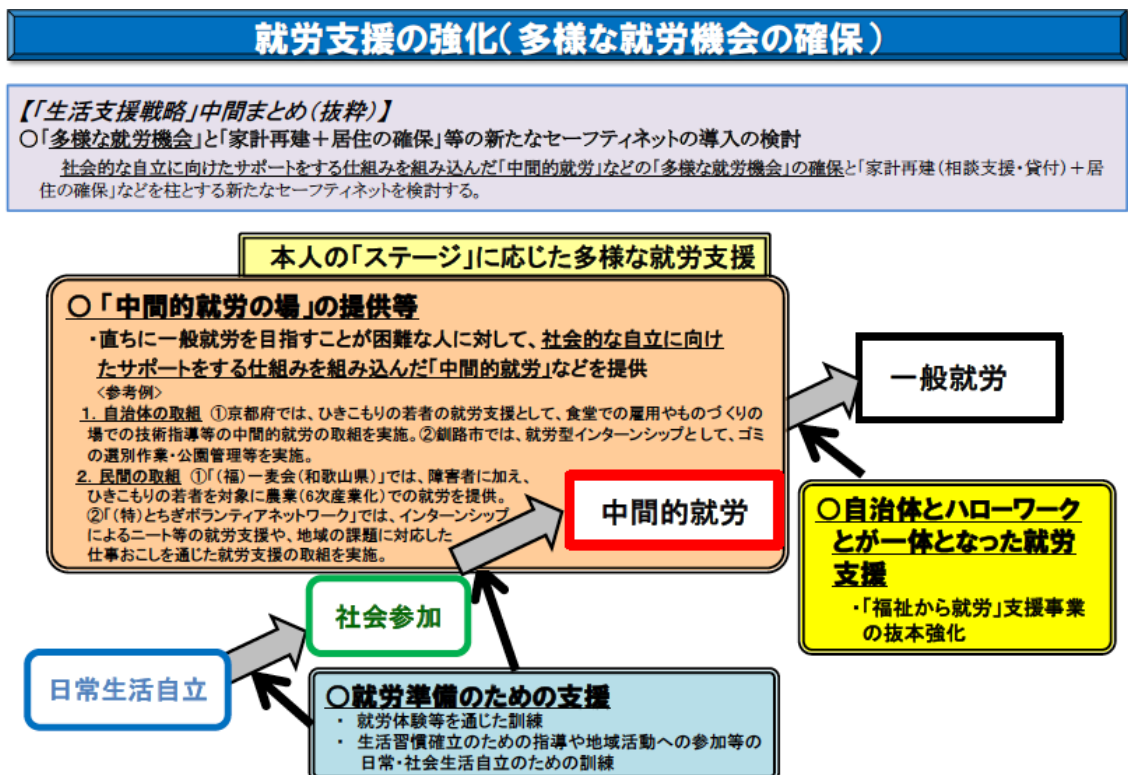 就労支援の強化(多様な就労機会の確保)
【「生活支援戦略」中間まとめ(抜粋)】
○「多様な就労機会」と「家計再建+居住の確保」等の新たなセーフティネットの導入の検討
社会的な自立に向けたサポートをする仕組みを組み込んだ「中間的就労」などの「多様な就労機会」の確保と「家計再建(相談支援・貸付)+居
住の確保」などを柱とする新たなセーフティネットを検討する。
本人の「ステージ」に応じた多様な就労支援
○「中間的就労の場」の提供等
・直ちに一般就労を目指すことが困難な人に対して、社会的な自立に向け
たサポートをする仕組みを組み込んだ「中間的就労」などを提供
<参考例>
1.自治体の取組 ①京都府では、ひきこもりの若者の就労支援として、食堂での雇用やものづくりの
場での技術指導等の中間的就労の取組を実施。②釧路市では、就労型インターンシップとして、ゴミ
の選別作業・公園管理等を実施。
2.民間の取組 ①「(福)一麦会(和歌山県)」では、障害者に加え、
ひきこもりの若者を対象に農業(6次産業化)での就労を提供。
②「(特)とちぎボランティアネットワーク」では、インターンシップ
によるニート等の就労支援や、地域の課題に対応した
仕事おこしを通じた就労支援の取組を実施。
一般就労
中間的就労
○自治体とハローワーク
とが一体となった就労
支援
・「福祉から就労」支援事業
の抜本強化
社会参加
日常生活自立
○就労準備のための支援
・ 就労体験等を通じた訓練
・ 生活習慣確立のための指導や地域活動への参加等の
日常・社会生活自立のための訓練